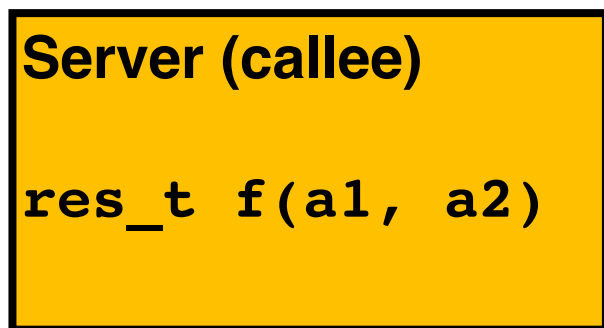 Server (callee)
res_t f(a1, a2)